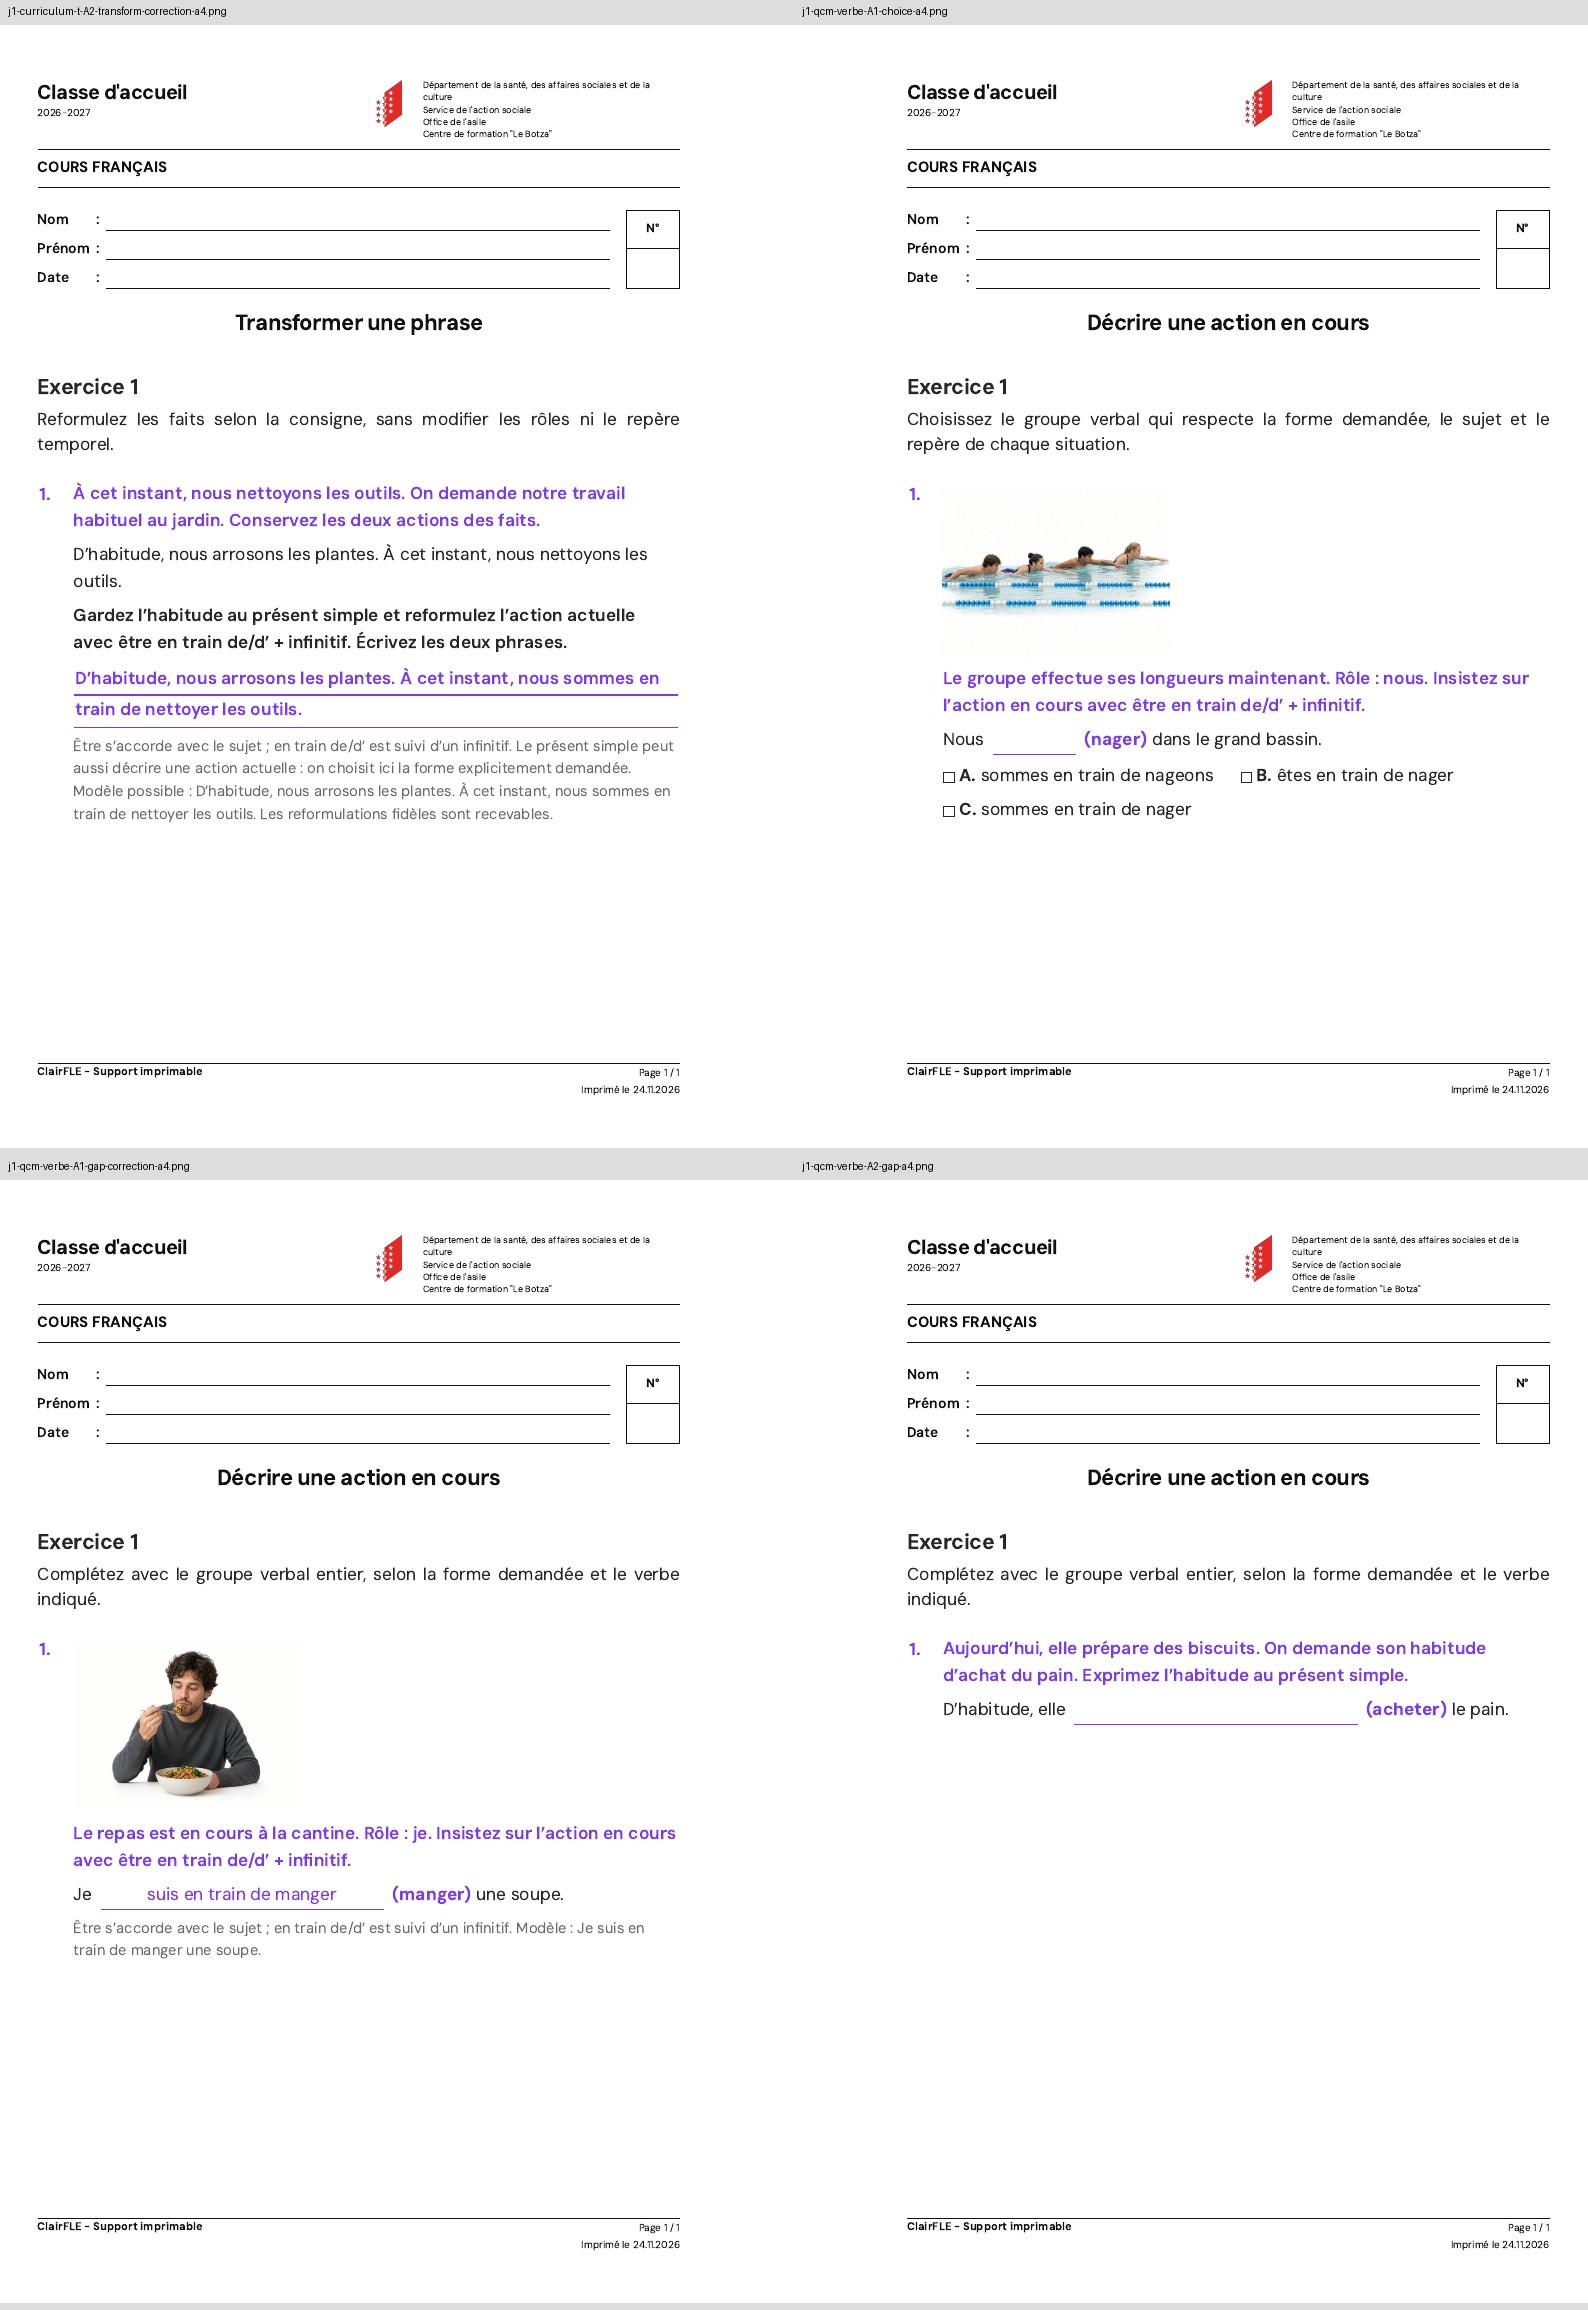 j1-curriculum-t-A2-transform-correction-a4.png
Classe d'accueil
2026-2027
Département de la santé, des affaires sociales et de la
culture
Service de l'action sociale
Office de l'asile
Centre de formation "Le Botza"
COURS FRANÇAIS
Nom :
Prénom :
Date :
N°
Transformer une phrase
Exercice 1
Reformulez les faits selon la consigne, sans modifier les rôles ni le repère
temporel.
1. À cet instant, nous nettoyons les outils. On demande notre travail
habituel au jardin. Conservez les deux actions des faits.
D’habitude, nous arrosons les plantes. À cet instant, nous nettoyons les
outils.
Gardez l’habitude au présent simple et reformulez l’action actuelle
avec être en train de/d’ + infinitif. Écrivez les deux phrases.
D’habitude, nous arrosons les plantes. À cet instant, nous sommes en
train de nettoyer les outils.
Être s’accorde avec le sujet ; en train de/d’ est suivi d’un infinitif. Le présent simple peut
aussi décrire une action actuelle : on choisit ici la forme explicitement demandée.
Modèle possible : D’habitude, nous arrosons les plantes. À cet instant, nous sommes en
train de nettoyer les outils. Les reformulations fidèles sont recevables.
ClairFLE - Support imprimable
Page 1 / 1
Imprimé le 24.11.2026
j1-qcm-verbe-A1-choice-a4.png
Classe d'accueil
2026-2027
Département de la santé, des affaires sociales et de la
culture
Service de l'action sociale
Office de l'asile
Centre de formation "Le Botza"
COURS FRANÇAIS
Nom :
Prénom :
Date :
N°
Décrire une action en cours
Exercice 1
Choisissez le groupe verbal qui respecte la forme demandée, le sujet et le
repère de chaque situation.
1.
Le groupe effectue ses longueurs maintenant. Rôle : nous. Insistez sur
l’action en cours avec être en train de/d’ + infinitif.
Nous (nager) dans le grand bassin.
A. sommes en train de nageons B. êtes en train de nager
C. sommes en train de nager
ClairFLE - Support imprimable
Page 1 / 1
Imprimé le 24.11.2026
j1-qcm-verbe-A1-gap-correction-a4.png
Classe d'accueil
2026-2027
Département de la santé, des affaires sociales et de la
culture
Service de l'action sociale
Office de l'asile
Centre de formation "Le Botza"
COURS FRANÇAIS
Nom :
Prénom :
Date :
N°
Décrire une action en cours
Exercice 1
Complétez avec le groupe verbal entier, selon la forme demandée et le verbe
indiqué.
1.
Le repas est en cours à la cantine. Rôle : je. Insistez sur l’action en cours
avec être en train de/d’ + infinitif.
Je suis en train de manger (manger) une soupe.
Être s’accorde avec le sujet ; en train de/d’ est suivi d’un infinitif. Modèle : Je suis en
train de manger une soupe.
ClairFLE - Support imprimable
Page 1 / 1
Imprimé le 24.11.2026
j1-qcm-verbe-A2-gap-a4.png
Classe d'accueil
2026-2027
Département de la santé, des affaires sociales et de la
culture
Service de l'action sociale
Office de l'asile
Centre de formation "Le Botza"
COURS FRANÇAIS
Nom :
Prénom :
Date :
N°
Décrire une action en cours
Exercice 1
Complétez avec le groupe verbal entier, selon la forme demandée et le verbe
indiqué.
1. Aujourd’hui, elle prépare des biscuits. On demande son habitude
d’achat du pain. Exprimez l’habitude au présent simple.
D’habitude, elle (acheter) le pain.
ClairFLE - Support imprimable
Page 1 / 1
Imprimé le 24.11.2026